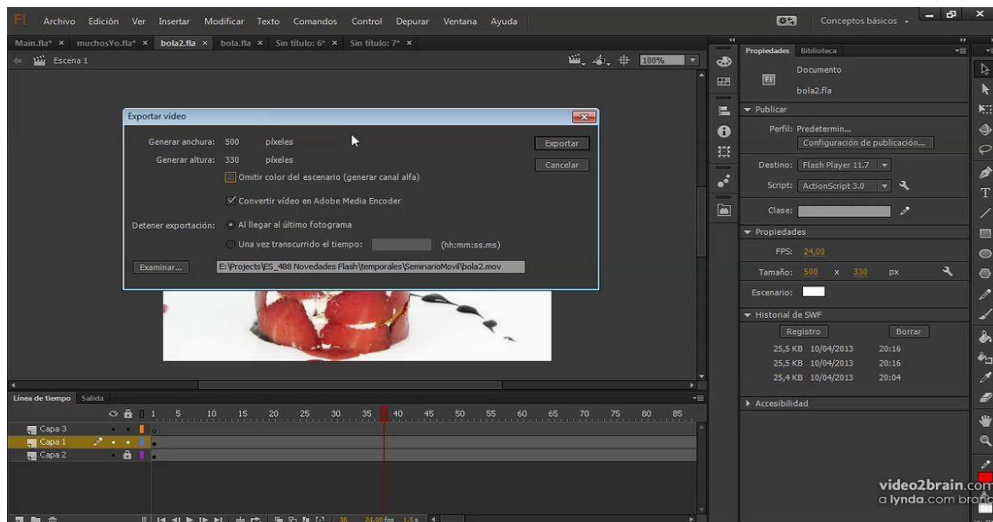 Fl Archivo Edición Ver Insertar Modificar Texto Comandos Control Depurar Ventana Ayuda
Conceptos básicos
Main.fla* × muchosYo.fla* × bola2.fla × bola.fla × Sin título: 6* × Sin título: 7* ×
Escena 1
100%
Exportar vídeo
Generar anchura: 500 píxeles
Generar altura: 330 píxeles
Omitir color del escenario (generar canal alfa)
Convertir vídeo en Adobe Media Encoder
Detener exportación: Al llegar al último fotograma
Una vez transcurrido el tiempo: (hh:mm:ss.ms)
Examinar... E:\Projects\ES_488 Novedades Flash\temporales\SeminarioMovil\bola2.mov
Exportar
Cancelar
Propiedades Biblioteca
Documento
Fl
bola2.fla
Publicar
Perfil: Predetermin...
Configuración de publicación...
Destino: Flash Player 11.7
Script: ActionScript 3.0
Clase:
Propiedades
FPS: 24,00
Tamaño: 500 x 330 px
Escenario:
Historial de SWF
Registro Borrar
25,5 KB 10/04/2013 20:16
25,5 KB 10/04/2013 20:16
25,4 KB 10/04/2013 20:04
Accesibilidad
Línea de tiempo Salida
1 5 10 15 20 25 30 35 40 45 50 55 60 65 70 75 80 85
Capa 3
Capa 1
Capa 2
38 24,00 fps 1,5 s
video2brain.com
a lynda.com brand